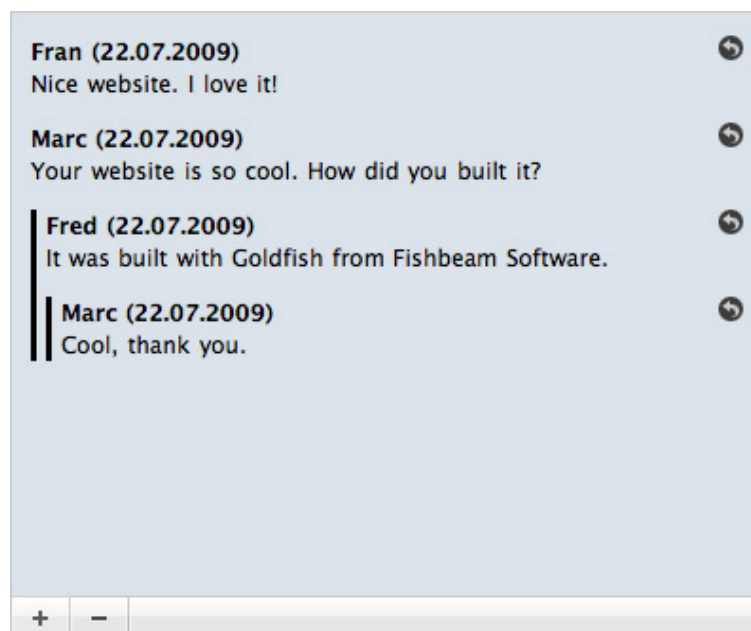 Fran (22.07.2009)
Nice website. I love it!
Marc (22.07.2009)
Your website is so cool. How did you built it?
Fred (22.07.2009)
It was built with Goldfish from Fishbeam Software.
Marc (22.07.2009)
Cool, thank you.
+ −